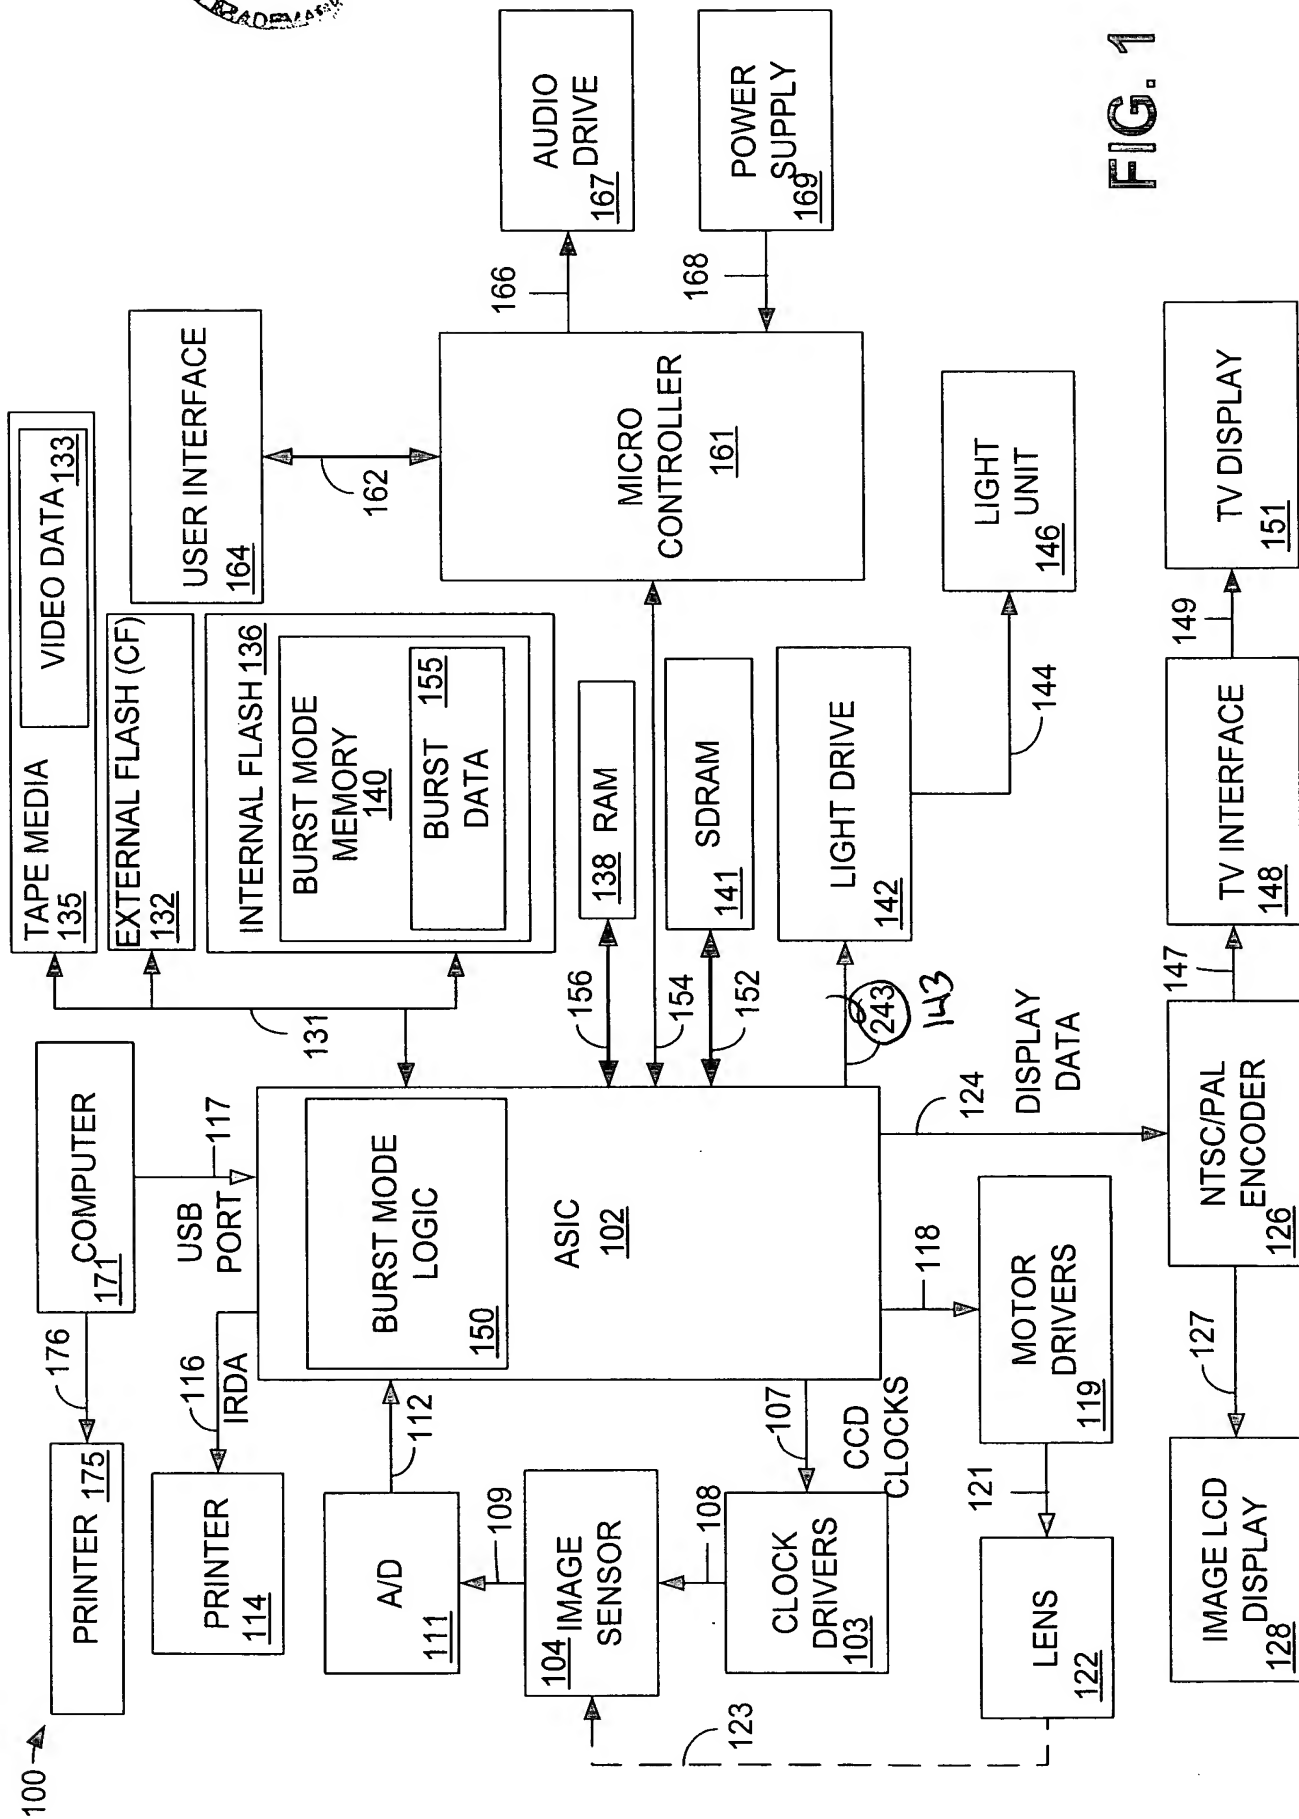 100
PRINTER 175
176
COMPUTER
171
TAPE MEDIA
135
VIDEO DATA 133
EXTERNAL FLASH (CF)
132
PRINTER
114
116
IRDA
USB
PORT
117
131
INTERNAL FLASH 136
BURST MODE
MEMORY
140
BURST 155
DATA
USER INTERFACE
164
162
A/D
111
112
BURST MODE
LOGIC
150
109
104 IMAGE
SENSOR
ASIC
102
156
138 RAM
154
MICRO
CONTROLLER
161
166
AUDIO
DRIVE
167
108
107
CCD
CLOCKS
CLOCK
DRIVERS
103
152
SDRAM
141
168
POWER
SUPPLY
169
123
243
143
LIGHT DRIVE
142
118
124
DISPLAY
DATA
144
LIGHT
UNIT
146
LENS
122
121
MOTOR
DRIVERS
119
IMAGE LCD
DISPLAY
128
127
NTSC/PAL
ENCODER
126
147
TV INTERFACE
148
149
TV DISPLAY
151
FIG. 1